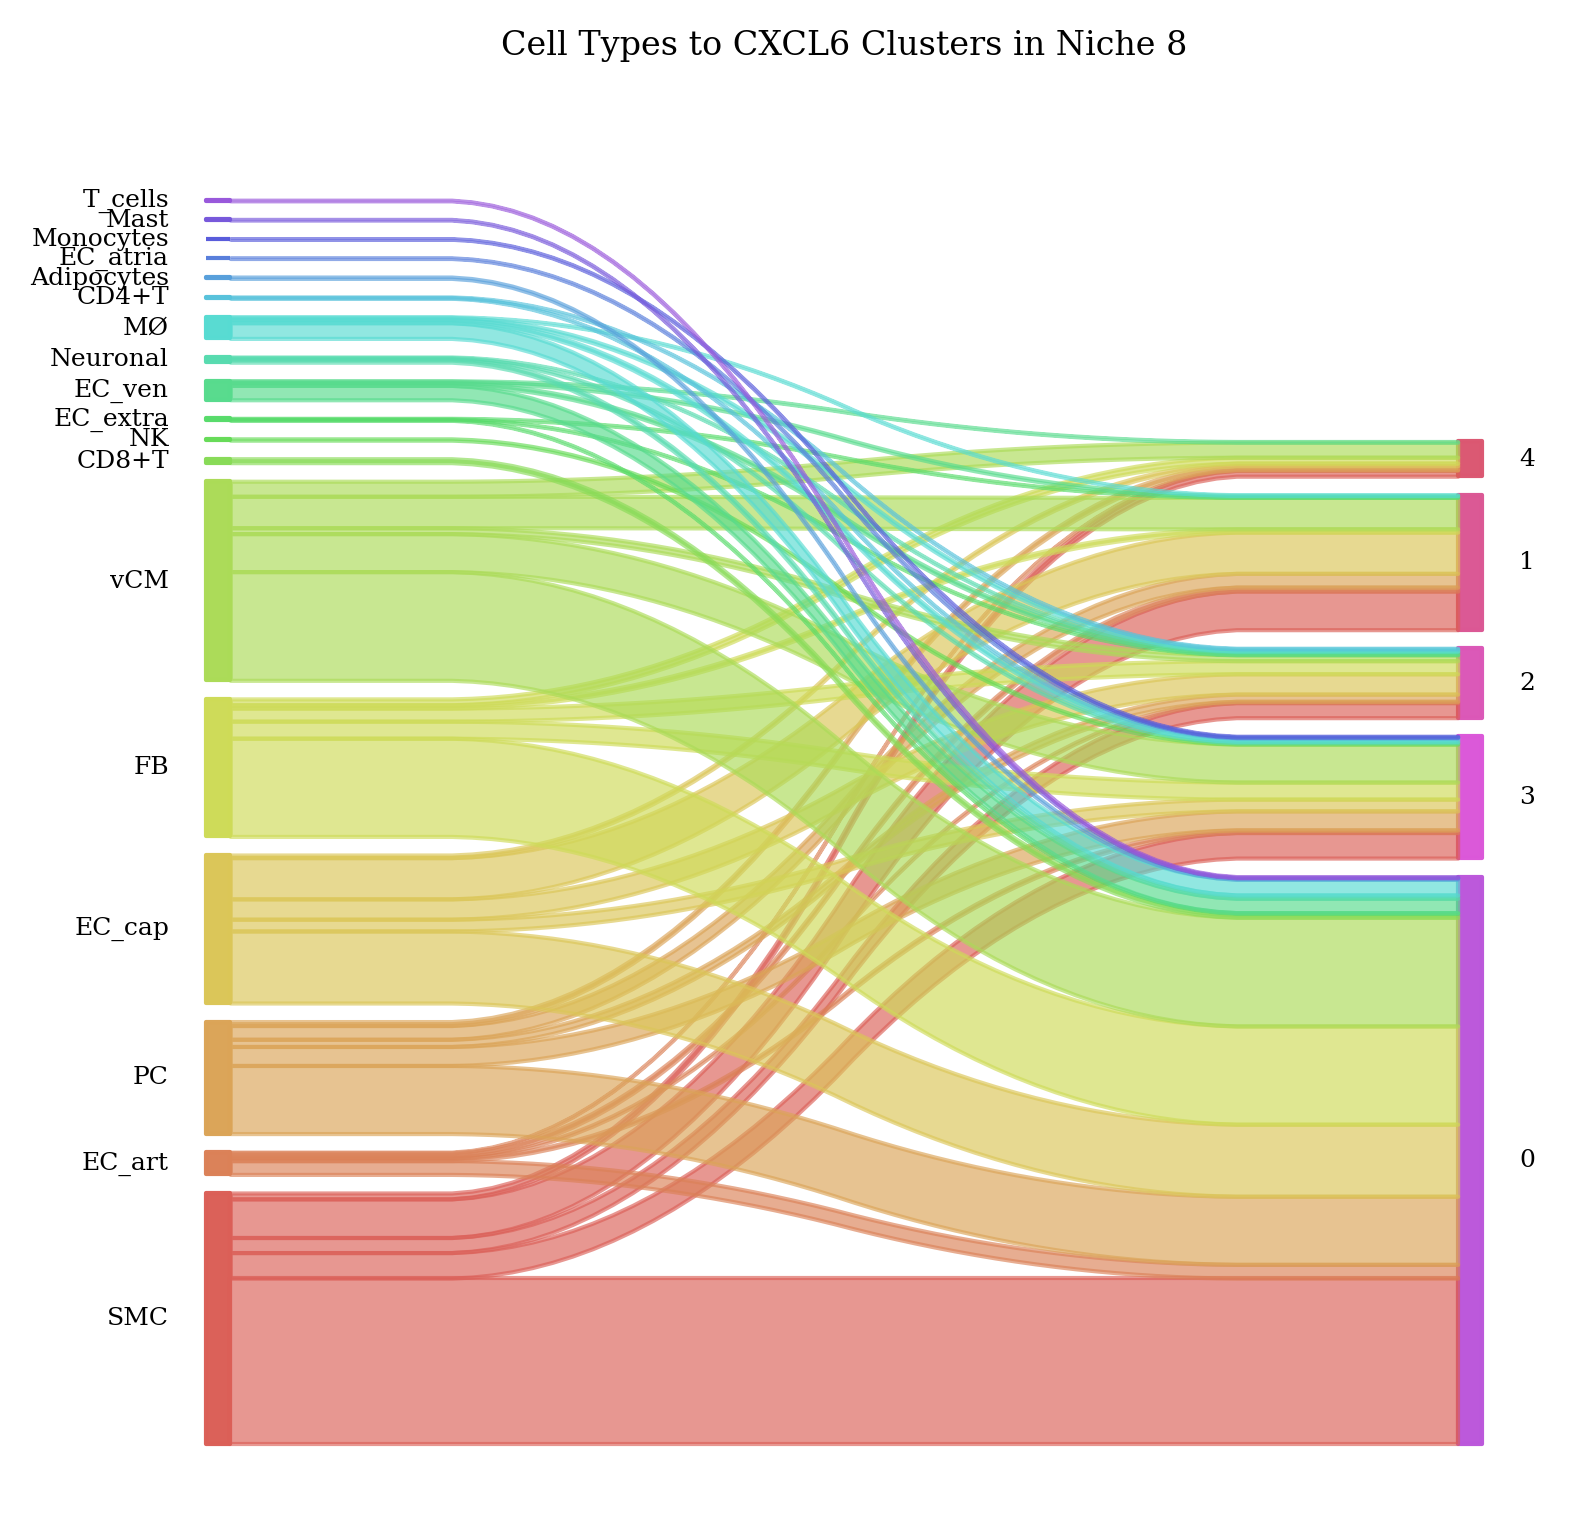 Cell Types to CXCL6 Clusters in Niche 8
T_cells
Mast
Monocytes
EC_atria
Adipocytes
CD4+T
MØ
Neuronal
EC_ven
EC_extra
NK
CD8+T
vCM
FB
EC_cap
PC
EC_art
SMC
4
1
2
3
0